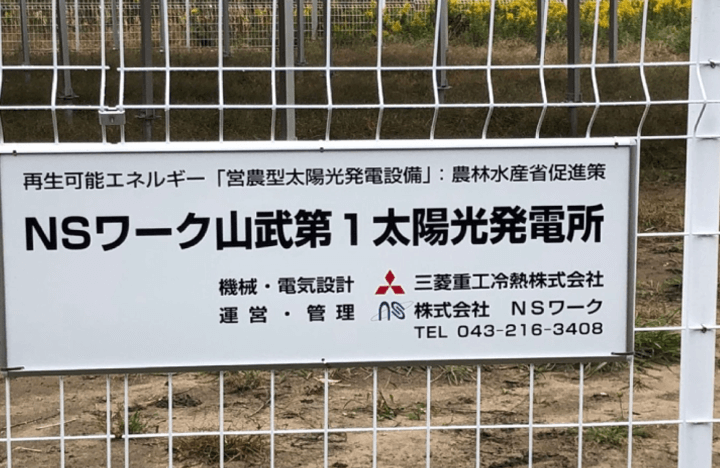 再生可能エネルギー「営農型太陽光発電設備」：農林水産省促進策
NSワーク山武第１太陽光発電所
機械・電気設計 三菱重工冷熱株式会社
運営・管理 NS 株式会社 ＮＳワーク
TEL 043-216-3408